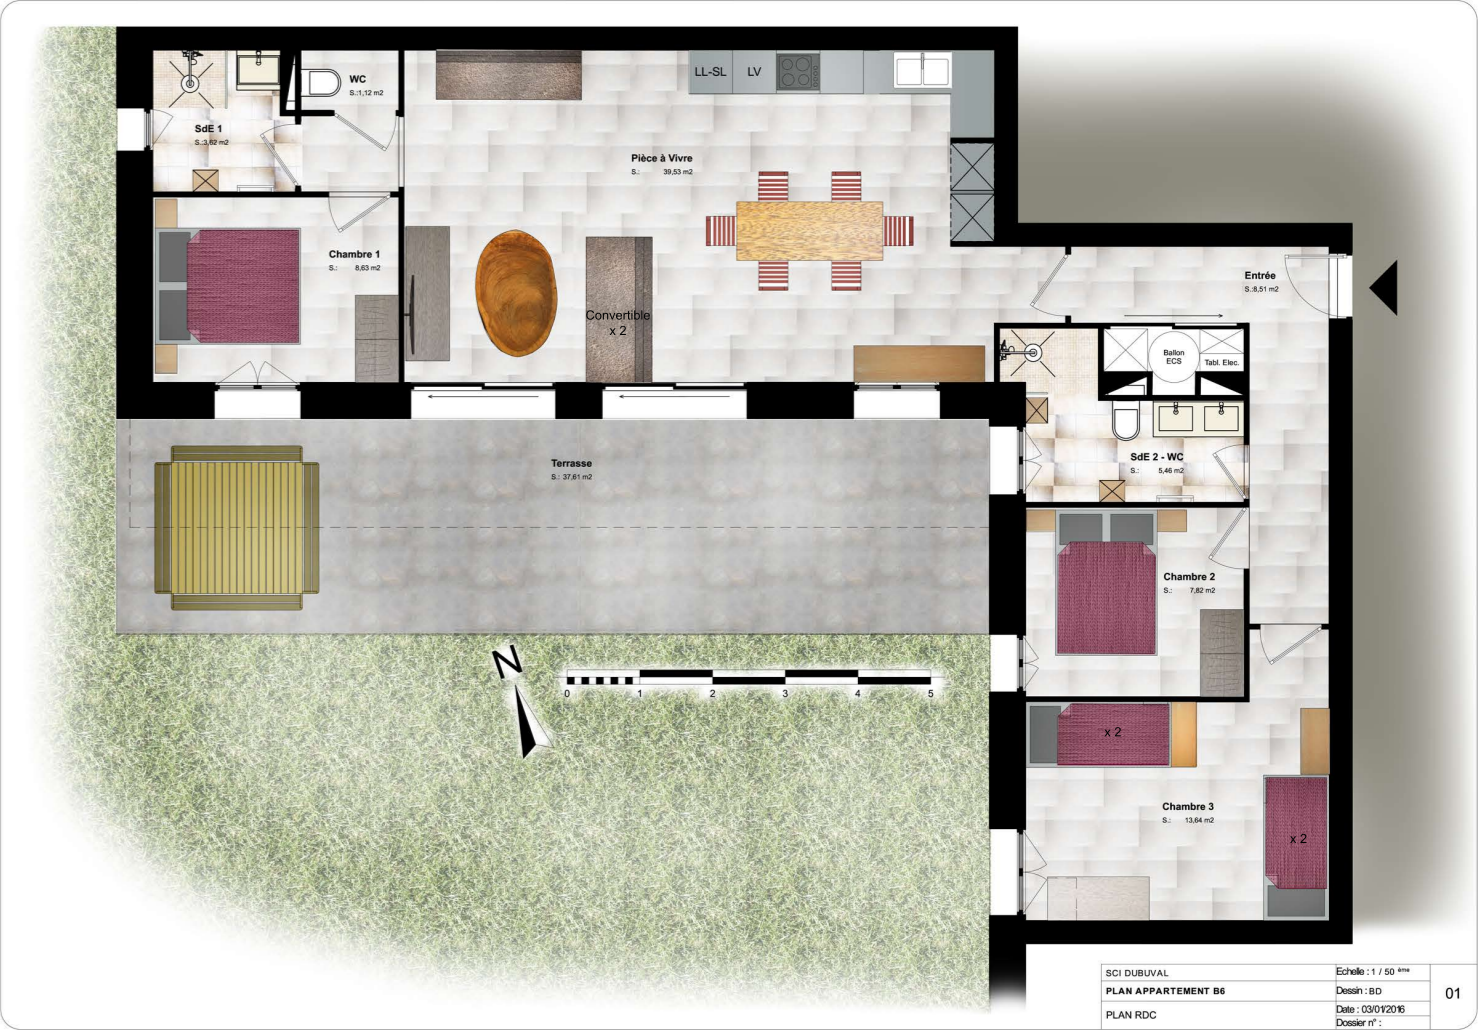 WC
S.:1,12 m2
LL-SL
LV
SdE 1
S.:3,62 m2
Pièce à Vivre
S.: 39,53 m2
Chambre 1
S.: 8,63 m2
Entrée
S.:8,51 m2
Convertible
x 2
Ballon
ECS
Tabl. Elec.
Terrasse
S.: 37,61 m2
SdE 2 - WC
S.: 5,46 m2
Chambre 2
S.: 7,82 m2
N
0 1 2 3 4 5
x 2
Chambre 3
S.: 13,64 m2
x 2
SCI DUBUVAL
Echelle : 1 / 50 ème
PLAN APPARTEMENT B6
Dessin : BD
01
PLAN RDC
Date : 03/01/2016
Dossier n° :